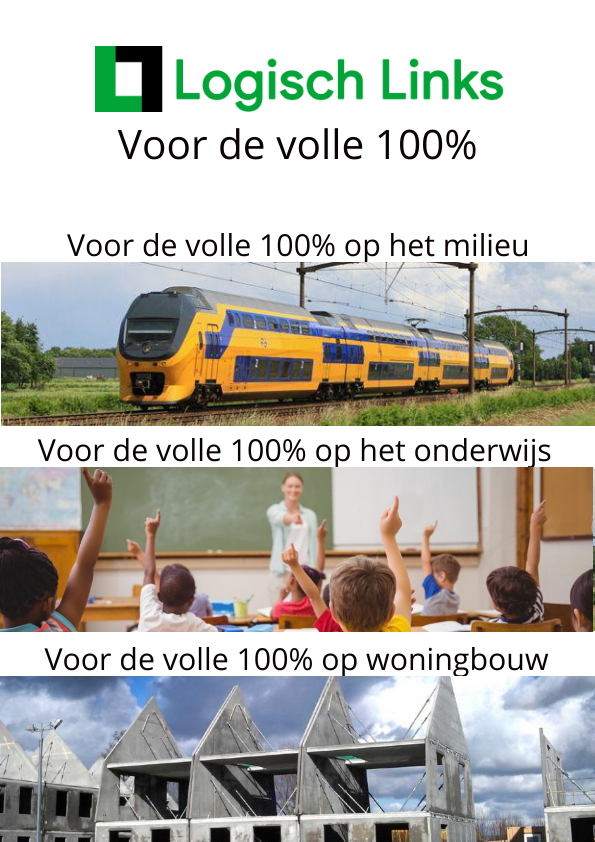 Logisch Links
Voor de volle 100%
Voor de volle 100% op het milieu
Voor de volle 100% op het onderwijs
Voor de volle 100% op woningbouw